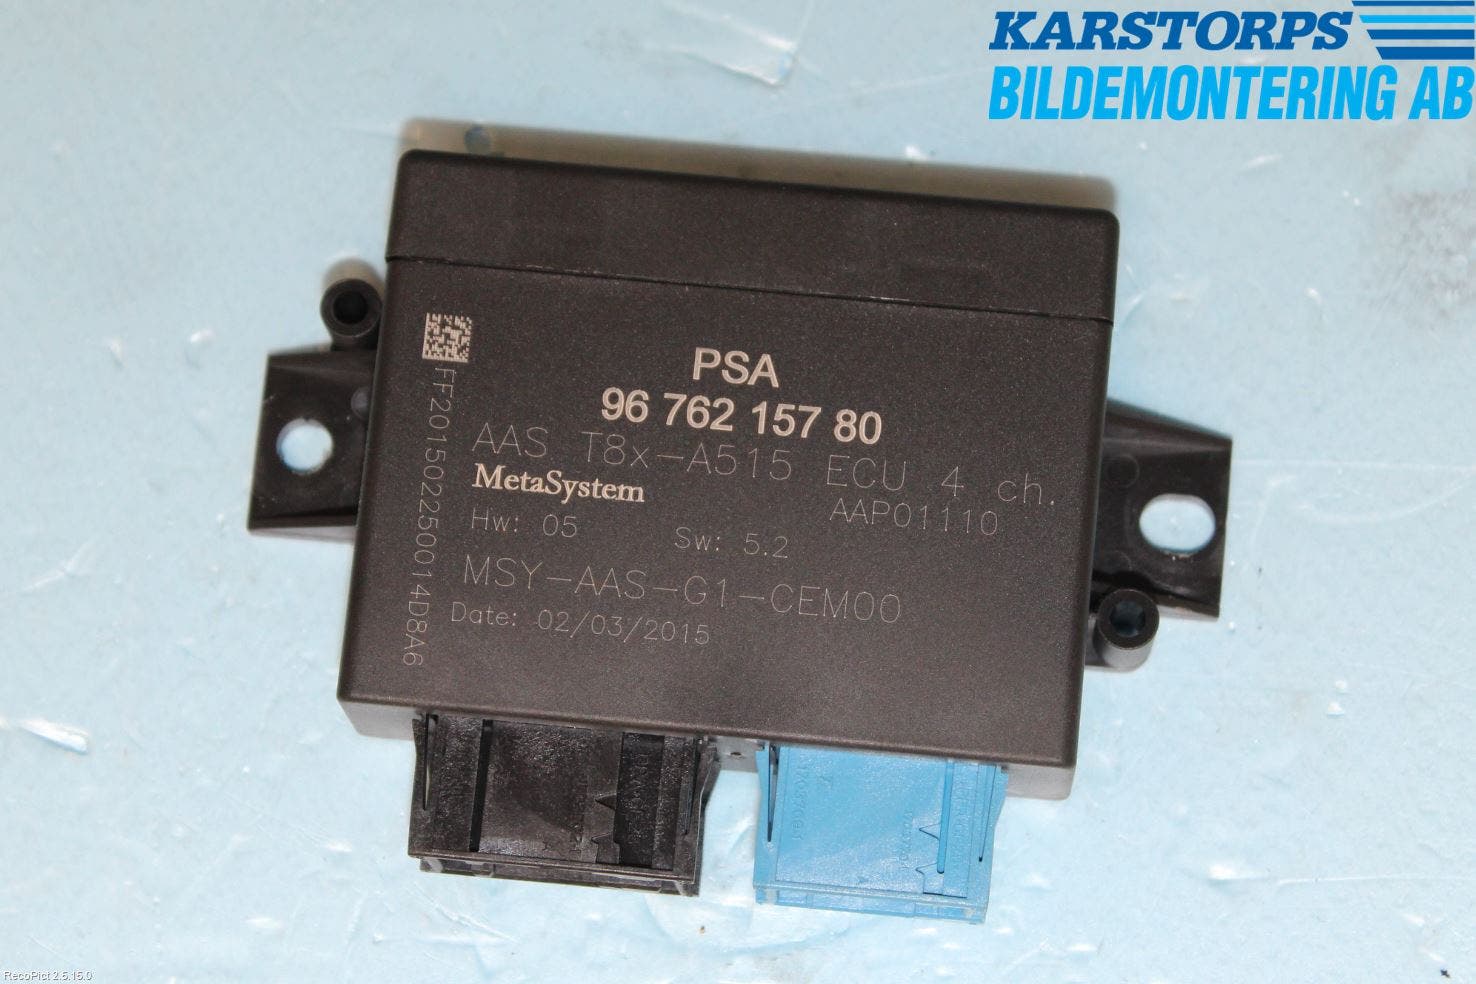 KARSTORPS
BILDEMONTERING AB
PSA
96 762 157 80
AAS T8x-A515 ECU 4 ch.
MetaSystem
AAP01110
Hw: 05 Sw: 5.2
MSY-AAS-G1-CEM00
Date: 02/03/2015
FF201502250014D8A6
RecoPict 2.5.15.0